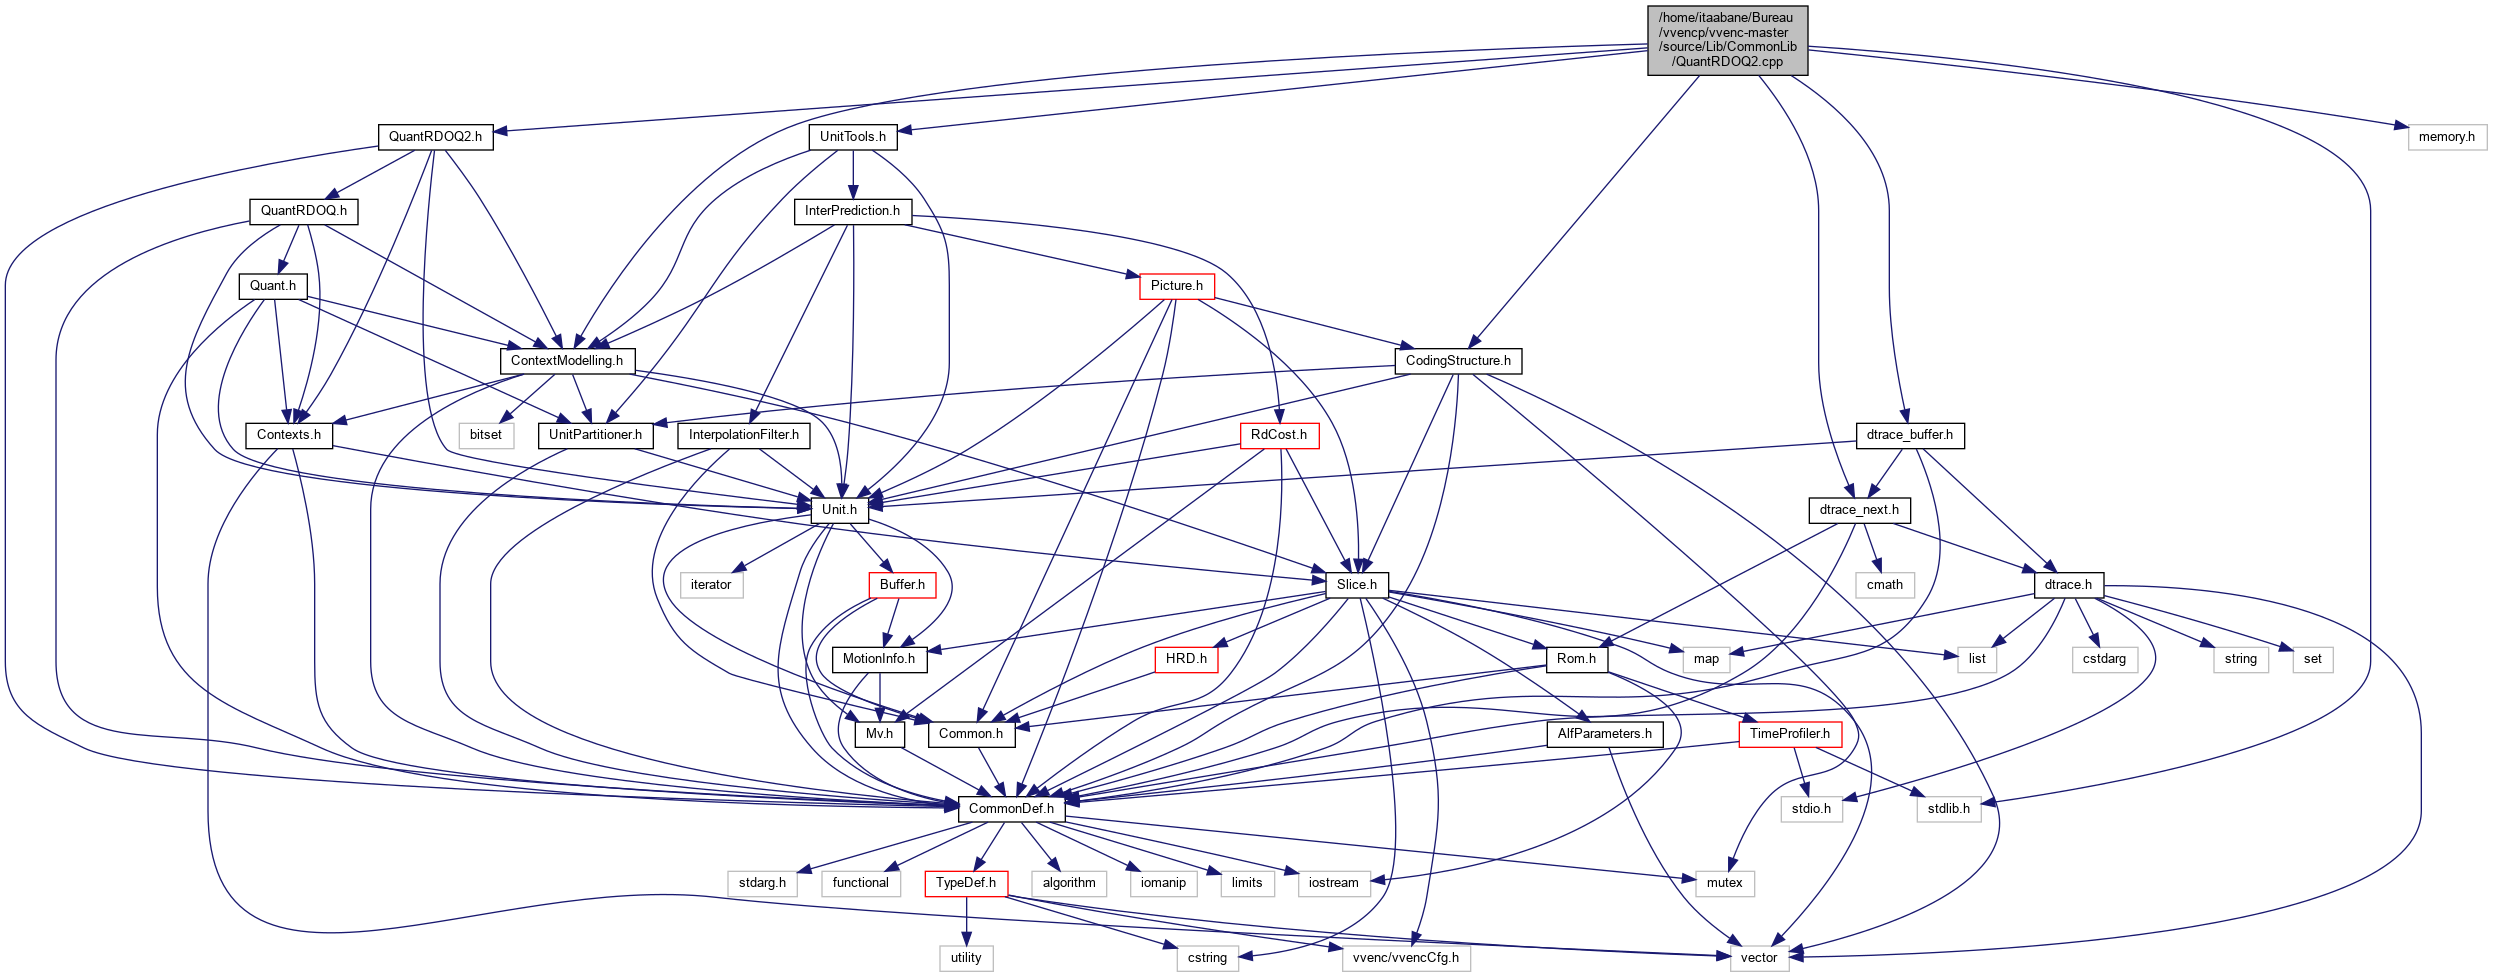 /home/itaabane/Bureau
/vvencp/vvenc-master
/source/Lib/CommonLib
/QuantRDOQ2.cpp
QuantRDOQ2.h
UnitTools.h
memory.h
QuantRDOQ.h
InterPrediction.h
Quant.h
Picture.h
ContextModelling.h
CodingStructure.h
Contexts.h
bitset
UnitPartitioner.h
InterpolationFilter.h
RdCost.h
dtrace_buffer.h
Unit.h
dtrace_next.h
iterator
Buffer.h
Slice.h
cmath
dtrace.h
MotionInfo.h
HRD.h
Rom.h
map
list
cstdarg
string
set
Mv.h
Common.h
AlfParameters.h
TimeProfiler.h
CommonDef.h
stdio.h
stdlib.h
stdarg.h
functional
TypeDef.h
algorithm
iomanip
limits
iostream
mutex
utility
cstring
vvenc/vvencCfg.h
vector